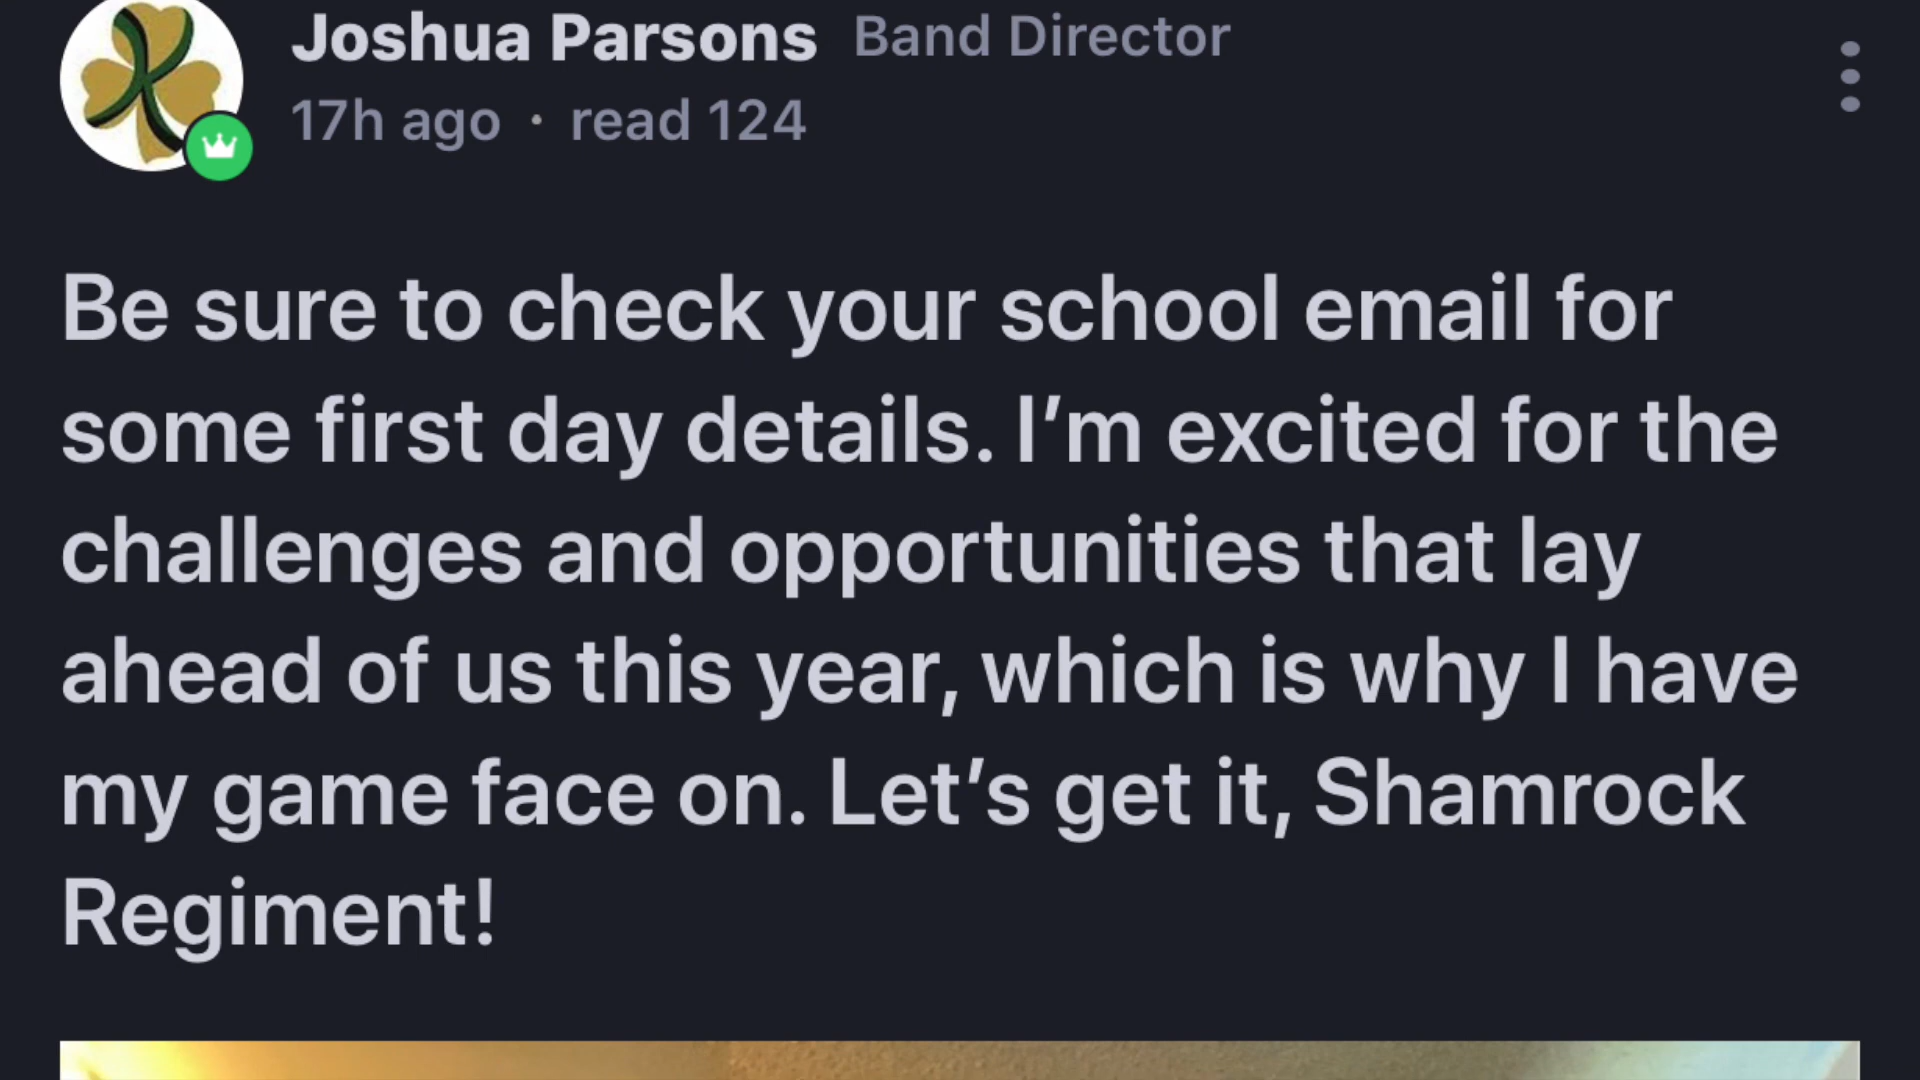 Joshua Parsons Band Director
17h ago · read 124
Be sure to check your school email for
some first day details. I’m excited for the
challenges and opportunities that lay
ahead of us this year, which is why I have
my game face on. Let’s get it, Shamrock
Regiment!